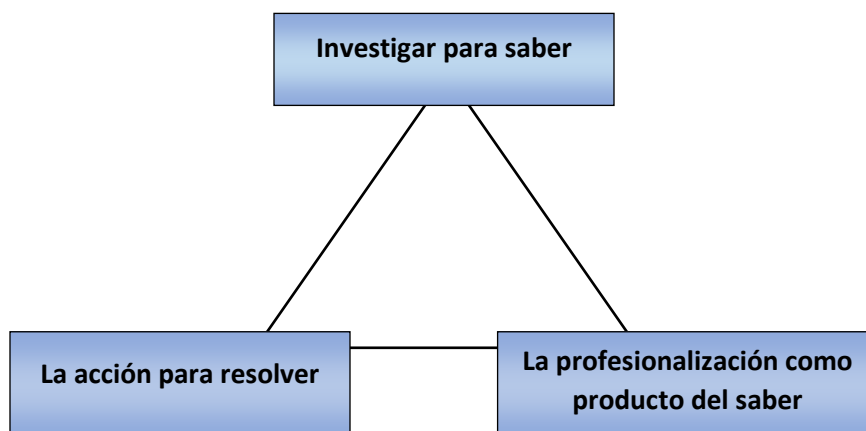 Investigar para saber
La acción para resolver
La profesionalización como
producto del saber